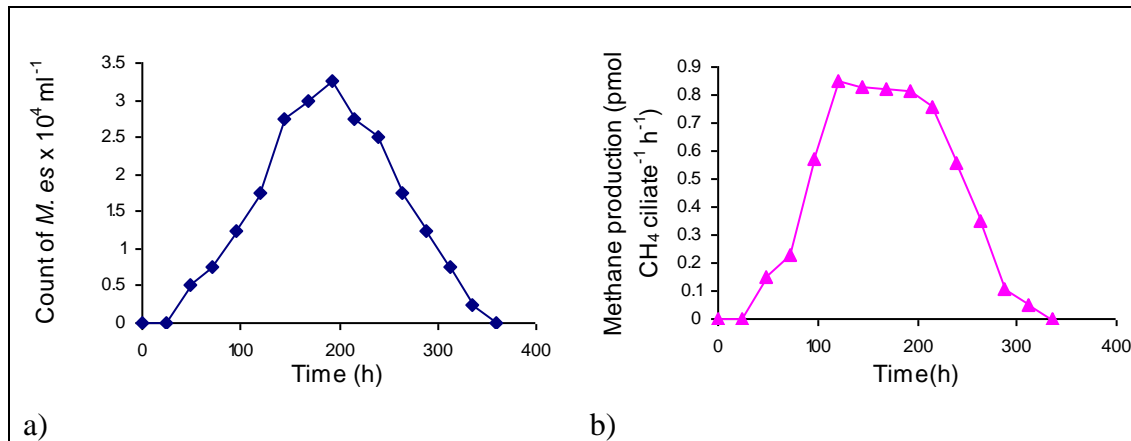 3.5
3
2.5
2
1.5
1
0.5
0
Count of M. es x 10⁴ ml⁻¹
0 100 200 300 400
Time (h)
a)
0.9
0.8
0.7
0.6
0.5
0.4
0.3
0.2
0.1
0
Methane production (pmol
CH₄ ciliate⁻¹ h⁻¹)
0 100 200 300 400
Time(h)
b)